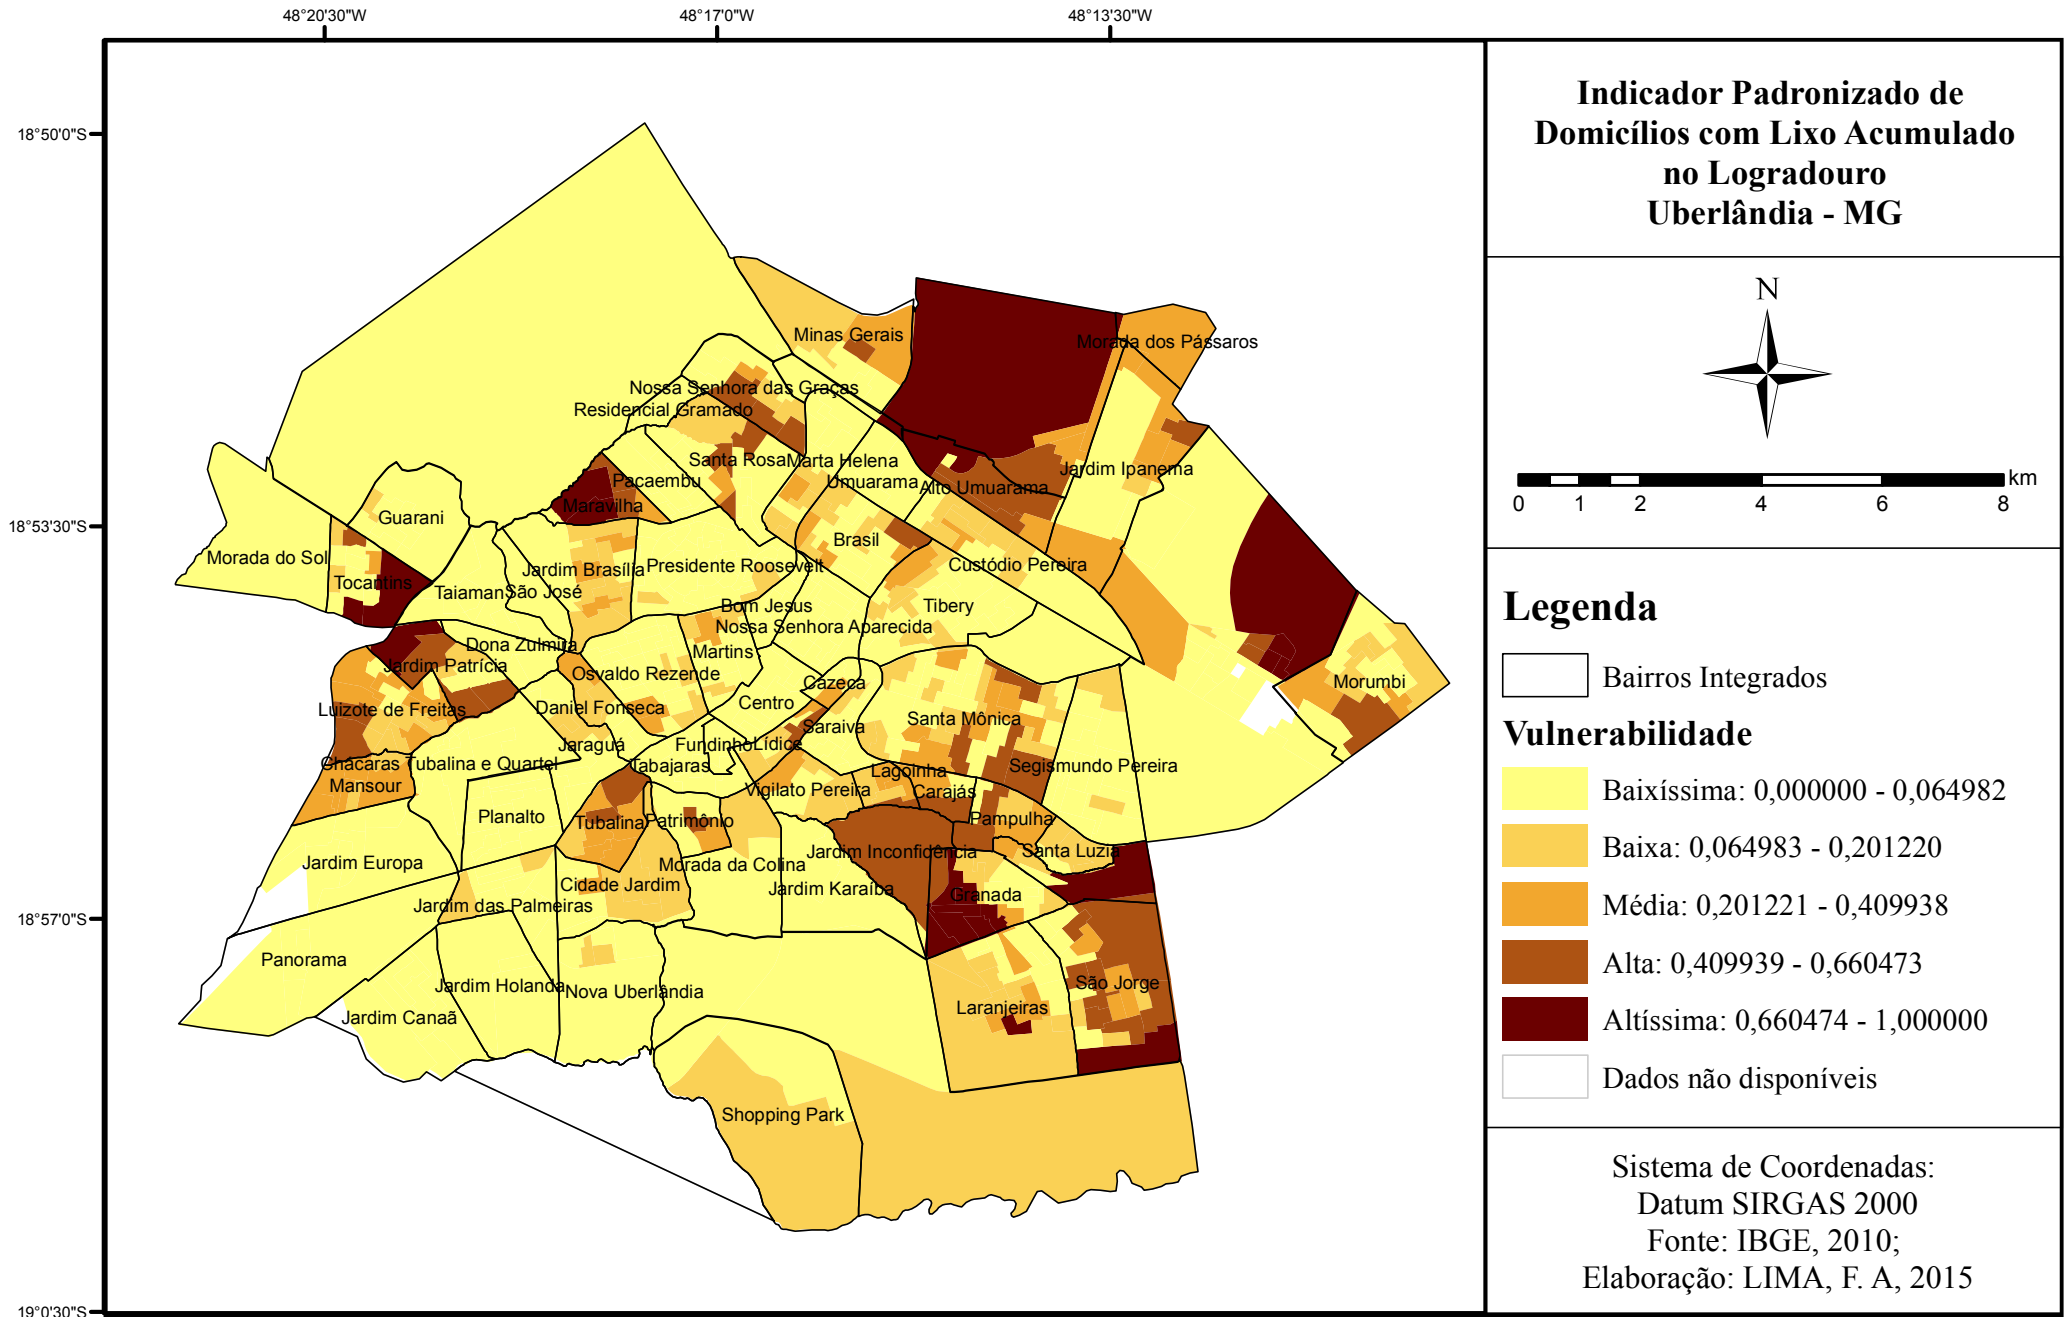 48°20'30"W
48°17'0"W
48°13'30"W
18°50'0"S
18°53'30"S
18°57'0"S
19°0'30"S
Minas Gerais
Morada dos Pássaros
Nossa Senhora das Graças
Residencial Gramado
Santa Rosa
Marta Helena
Jardim Ipanema
Pacaembu
Umuarama
Alto Umuarama
Maravilha
Guarani
Brasil
Morada do Sol
Jardim Brasília
Presidente Roosevelt
Custódio Pereira
Tocantins
Taiaman
São José
Bom Jesus
Tibery
Nossa Senhora Aparecida
Dona Zulmira
Martins
Jardim Patrícia
Osvaldo Rezende
Cazeca
Morumbi
Luizote de Freitas
Daniel Fonseca
Centro
Santa Mônica
Saraiva
Jaraguá
Fundinho
Lídice
Chácaras Tubalina e Quartel
Tabajaras
Lagoinha
Segismundo Pereira
Mansour
Vigilato Pereira
Carajás
Planalto
Tubalina
Patrimônio
Pampulha
Jardim Europa
Morada da Colina
Jardim Inconfidência
Santa Luzia
Cidade Jardim
Jardim Karaíba
Granada
Jardim das Palmeiras
Panorama
Jardim Holanda
Nova Uberlândia
São Jorge
Laranjeiras
Jardim Canaã
Shopping Park
Indicador Padronizado de
Domicílios com Lixo Acumulado
no Logradouro
Uberlândia - MG
N
km
0 1 2 4 6 8
Legenda
Bairros Integrados
Vulnerabilidade
Baixíssima: 0,000000 - 0,064982
Baixa: 0,064983 - 0,201220
Média: 0,201221 - 0,409938
Alta: 0,409939 - 0,660473
Altíssima: 0,660474 - 1,000000
Dados não disponíveis
Sistema de Coordenadas:
Datum SIRGAS 2000
Fonte: IBGE, 2010;
Elaboração: LIMA, F. A, 2015